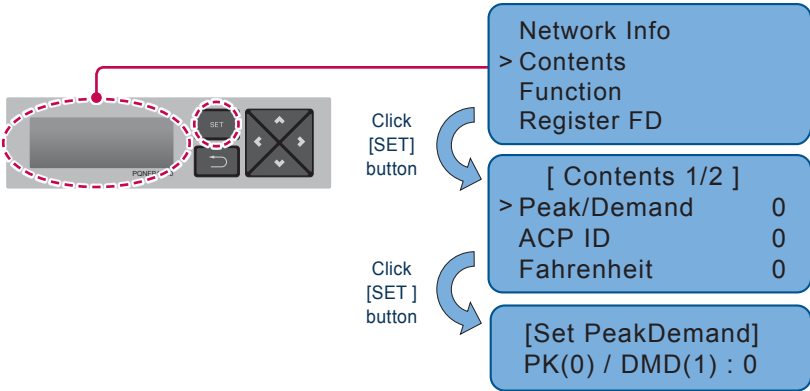 Network Info
> Contents
Function
Register FD
Click
[SET]
button
SET
[ Contents 1/2 ]
> Peak/Demand 0
ACP ID 0
Fahrenheit 0
Click
[SET ]
button
[Set PeakDemand]
PK(0) / DMD(1) : 0